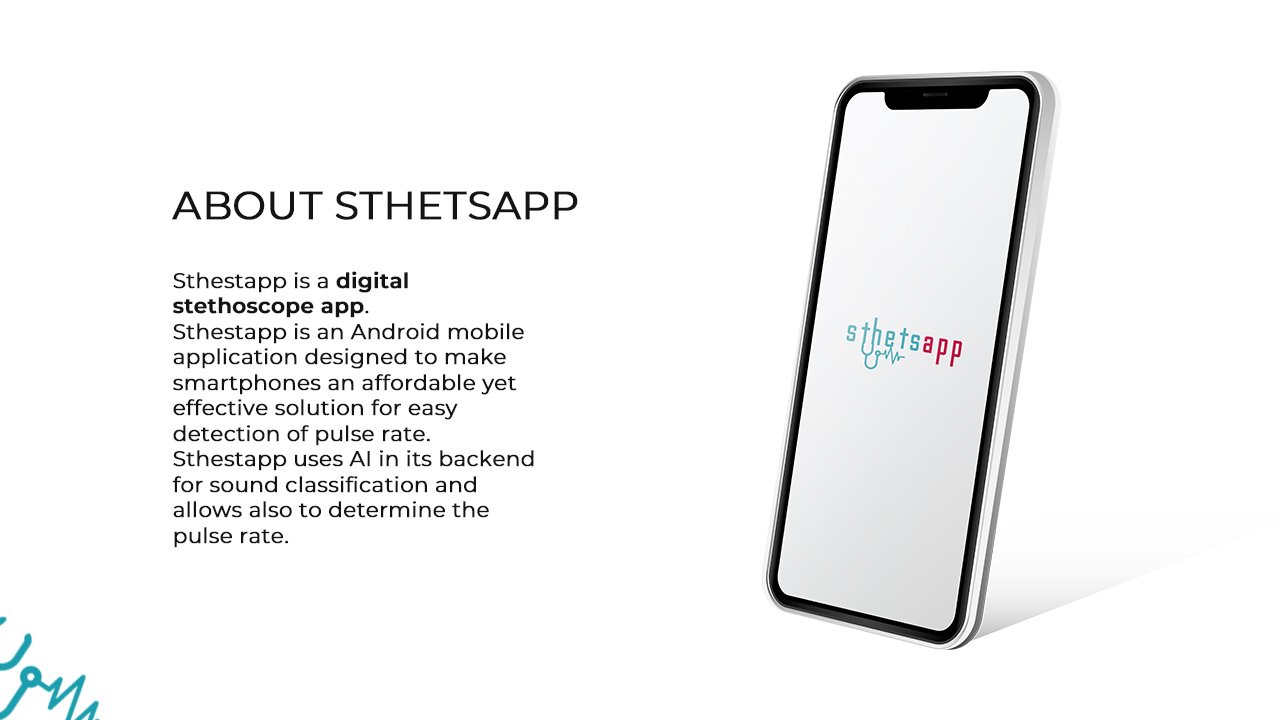 ABOUT STHETSAPP
Sthestapp is a digital
stethoscope app.
Sthestapp is an Android mobile
application designed to make
smartphones an affordable yet
effective solution for easy
detection of pulse rate.
Sthestapp uses AI in its backend
for sound classification and
allows also to determine the
pulse rate.
sthetsapp